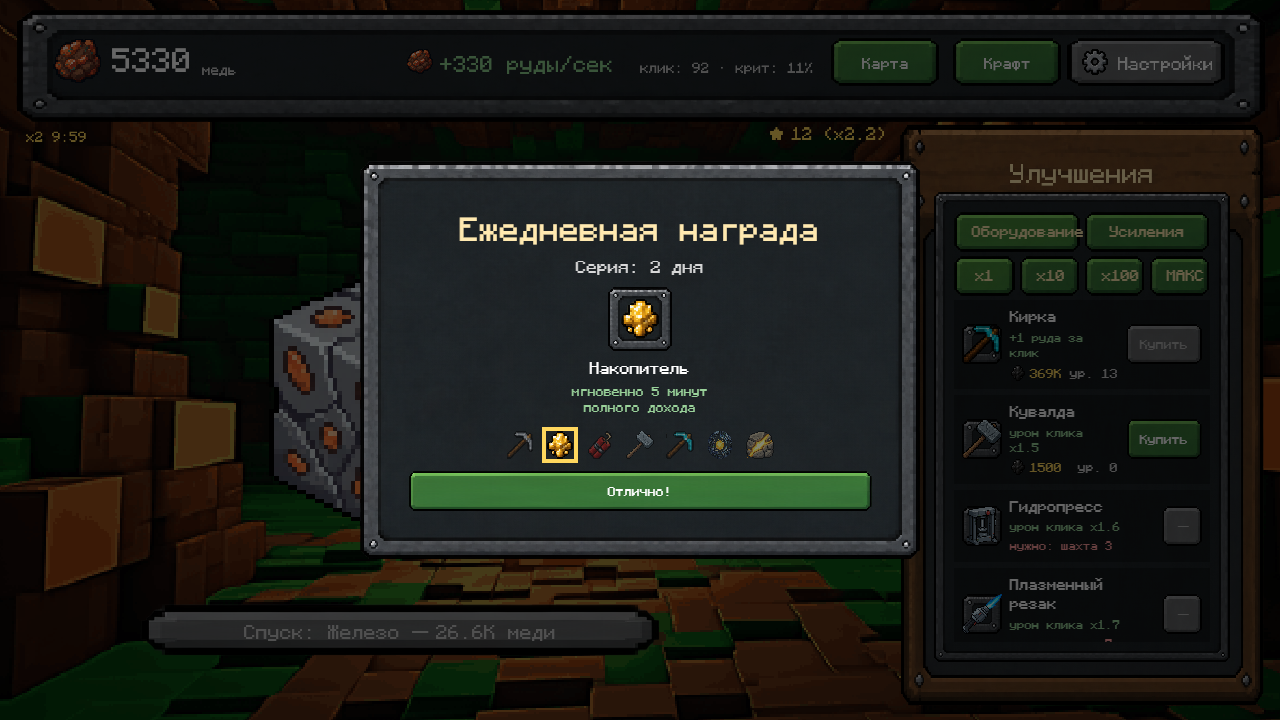 5330 медь
+330 руды/сек
клик: 92 · крит: 11%
Карта
Крафт
Настройки
x2 9:59
12 (x2.2)
Ежедневная награда
Серия: 2 дня
Накопитель
мгновенно 5 минут
полного дохода
Отлично!
Спуск: Железо — 26.6K меди
Улучшения
Оборудование
Усиления
x1
x10
x100
МАКС
Кирка
+1 руда за
клик
369K ур. 13
Купить
Кувалда
урон клика
x1.5
1500 ур. 0
Купить
Гидропресс
урон клика x1.6
нужно: шахта 3
—
Плазменный
резак
урон клика x1.7
—